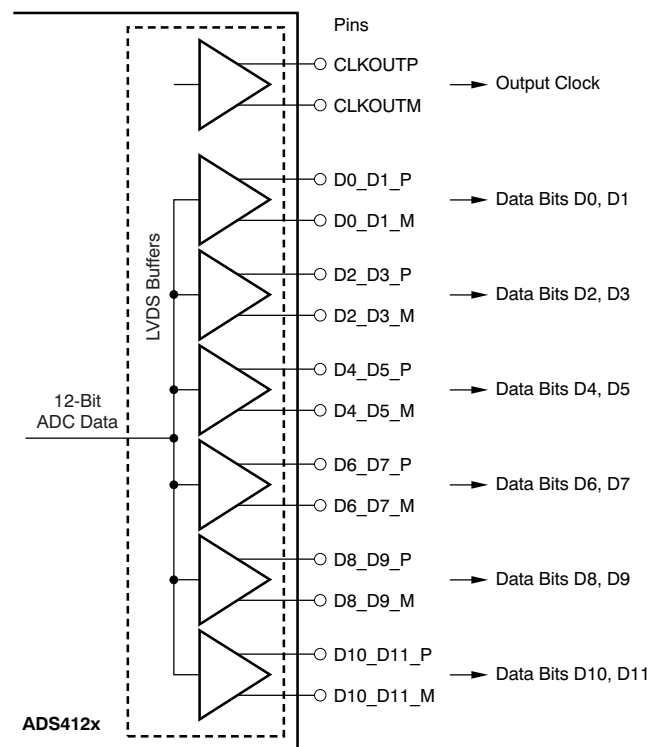 Pins
CLKOUTP
CLKOUTM
Output Clock
D0_D1_P
D0_D1_M
Data Bits D0, D1
LVDS Buffers
D2_D3_P
D2_D3_M
Data Bits D2, D3
D4_D5_P
D4_D5_M
Data Bits D4, D5
12-Bit
ADC Data
D6_D7_P
D6_D7_M
Data Bits D6, D7
D8_D9_P
D8_D9_M
Data Bits D8, D9
D10_D11_P
D10_D11_M
Data Bits D10, D11
ADS412x